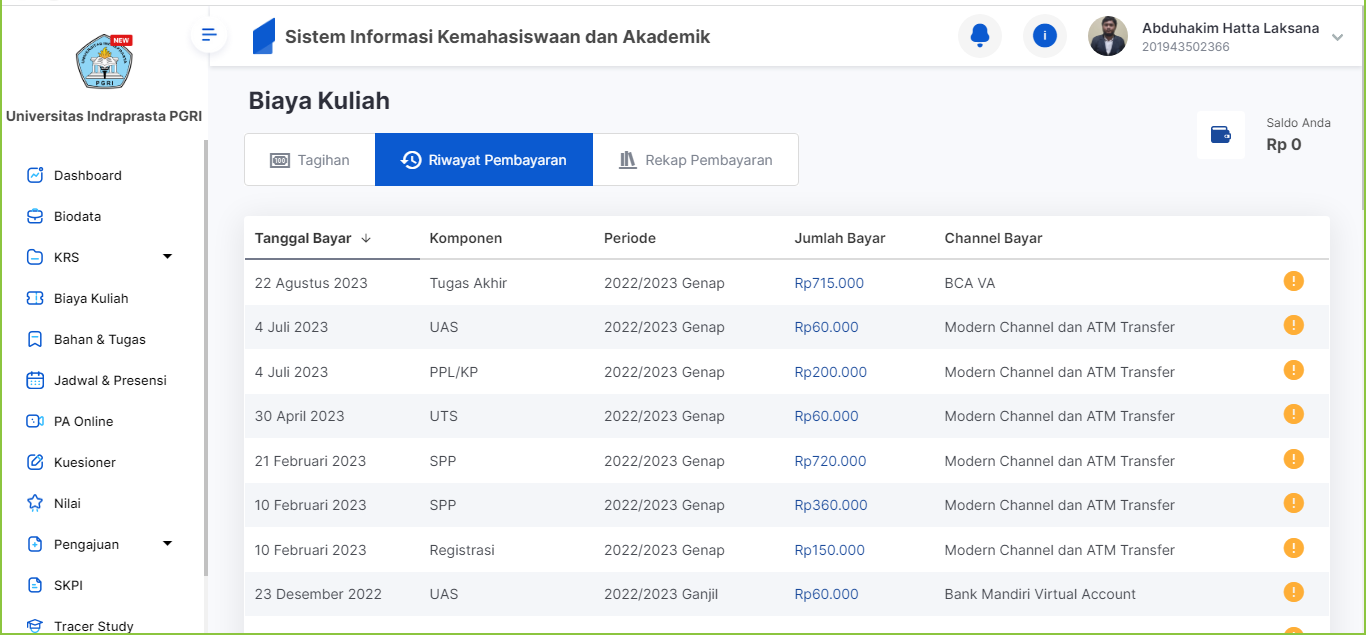 Sistem Informasi Kemahasiswaan dan Akademik
Abduhakim Hatta Laksana
201943502366
NEW
PGRI
Universitas Indraprasta PGRI
Dashboard
Biodata
KRS
Biaya Kuliah
Bahan & Tugas
Jadwal & Presensi
PA Online
Kuesioner
Nilai
Pengajuan
SKPI
Tracer Study
Biaya Kuliah
Saldo Anda
Rp 0
Tagihan
Riwayat Pembayaran
Rekap Pembayaran
Tanggal Bayar ↓ Komponen Periode Jumlah Bayar Channel Bayar
22 Agustus 2023 Tugas Akhir 2022/2023 Genap Rp715.000 BCA VA
4 Juli 2023 UAS 2022/2023 Genap Rp60.000 Modern Channel dan ATM Transfer
4 Juli 2023 PPL/KP 2022/2023 Genap Rp200.000 Modern Channel dan ATM Transfer
30 April 2023 UTS 2022/2023 Genap Rp60.000 Modern Channel dan ATM Transfer
21 Februari 2023 SPP 2022/2023 Genap Rp720.000 Modern Channel dan ATM Transfer
10 Februari 2023 SPP 2022/2023 Genap Rp360.000 Modern Channel dan ATM Transfer
10 Februari 2023 Registrasi 2022/2023 Genap Rp150.000 Modern Channel dan ATM Transfer
23 Desember 2022 UAS 2022/2023 Ganjil Rp60.000 Bank Mandiri Virtual Account